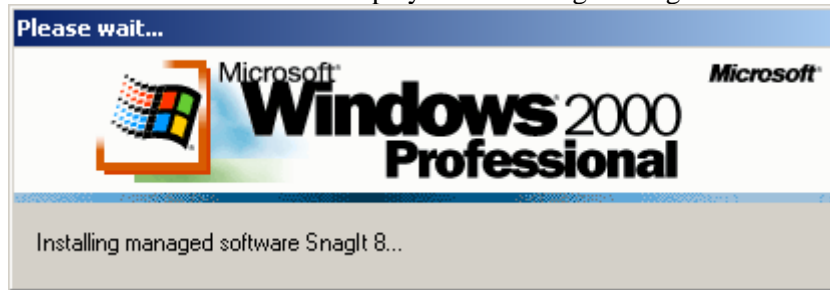 Please wait...
Microsoft
Microsoft
Windows 2000
Professional
Installing managed software SnagIt 8...